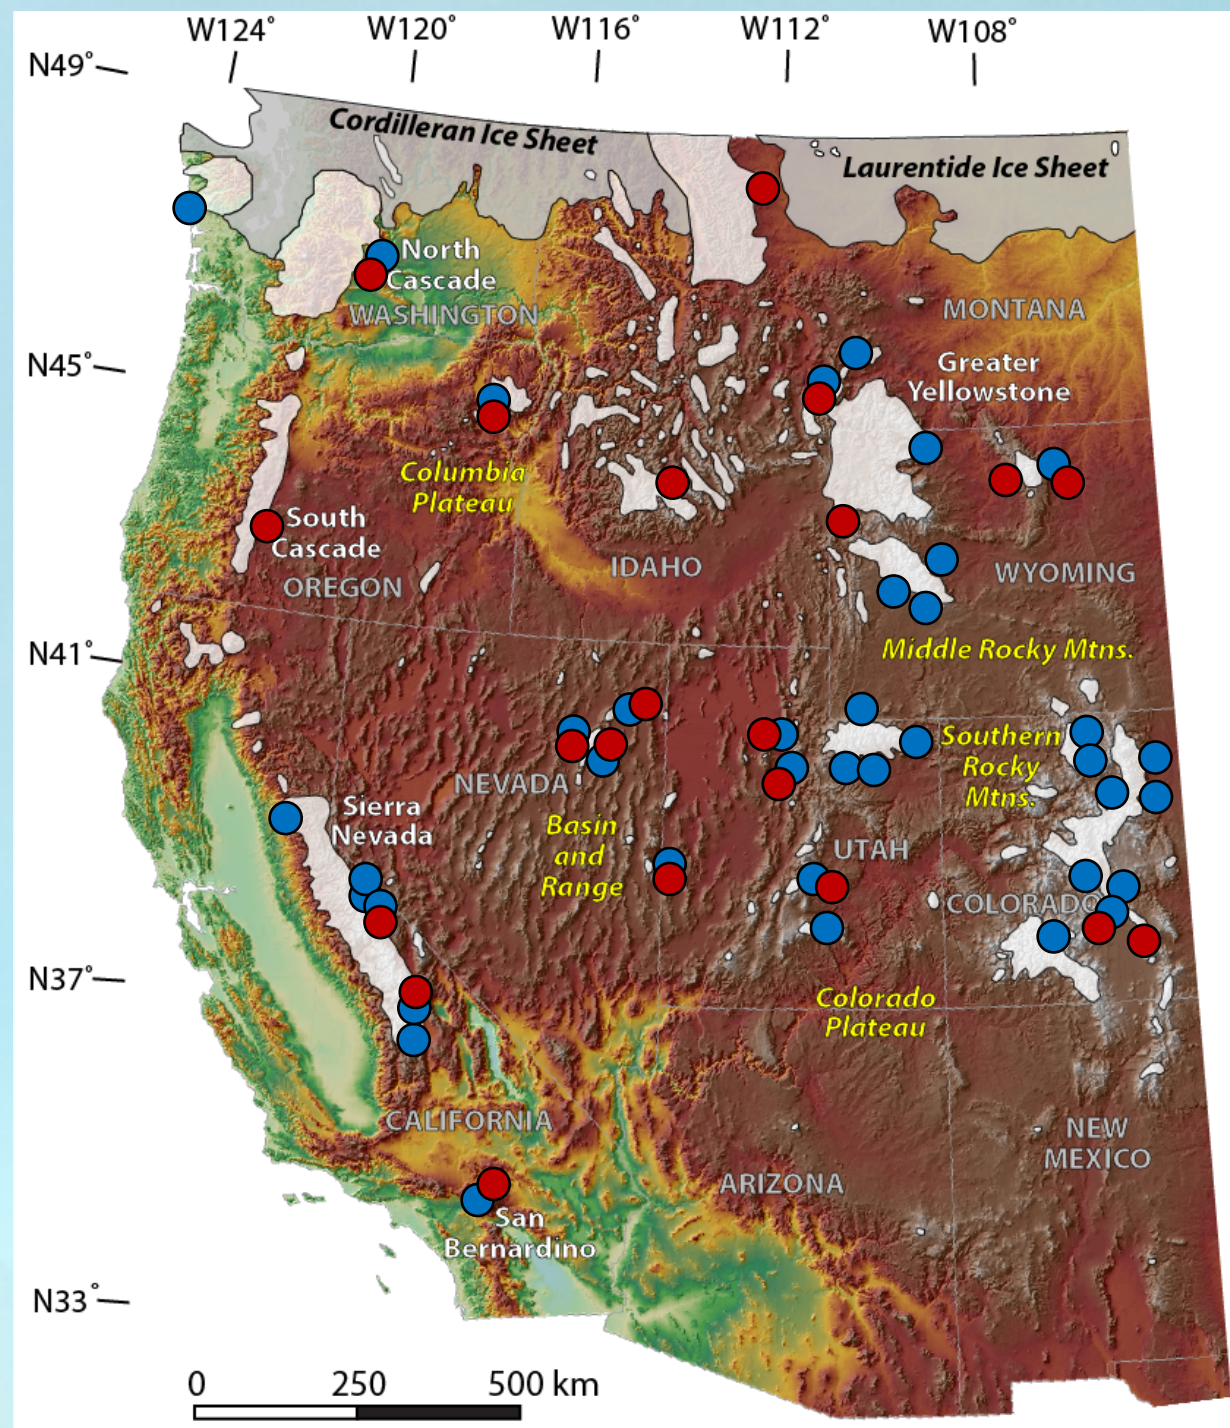 W124˚ W120˚ W116˚ W112˚ W108˚
N49˚
Cordilleran Ice Sheet
Laurentide Ice Sheet
North
Cascade
WASHINGTON
MONTANA
N45˚
Greater
Yellowstone
Columbia
Plateau
South
Cascade
OREGON
IDAHO
WYOMING
N41˚
Middle Rocky Mtns.
Southern
Rocky
Mtns.
NEVADA
Sierra
Nevada
Basin
and
Range
UTAH
COLORADO
N37˚
Colorado
Plateau
CALIFORNIA
NEW
MEXICO
ARIZONA
San
Bernardino
N33˚
0 250 500 km